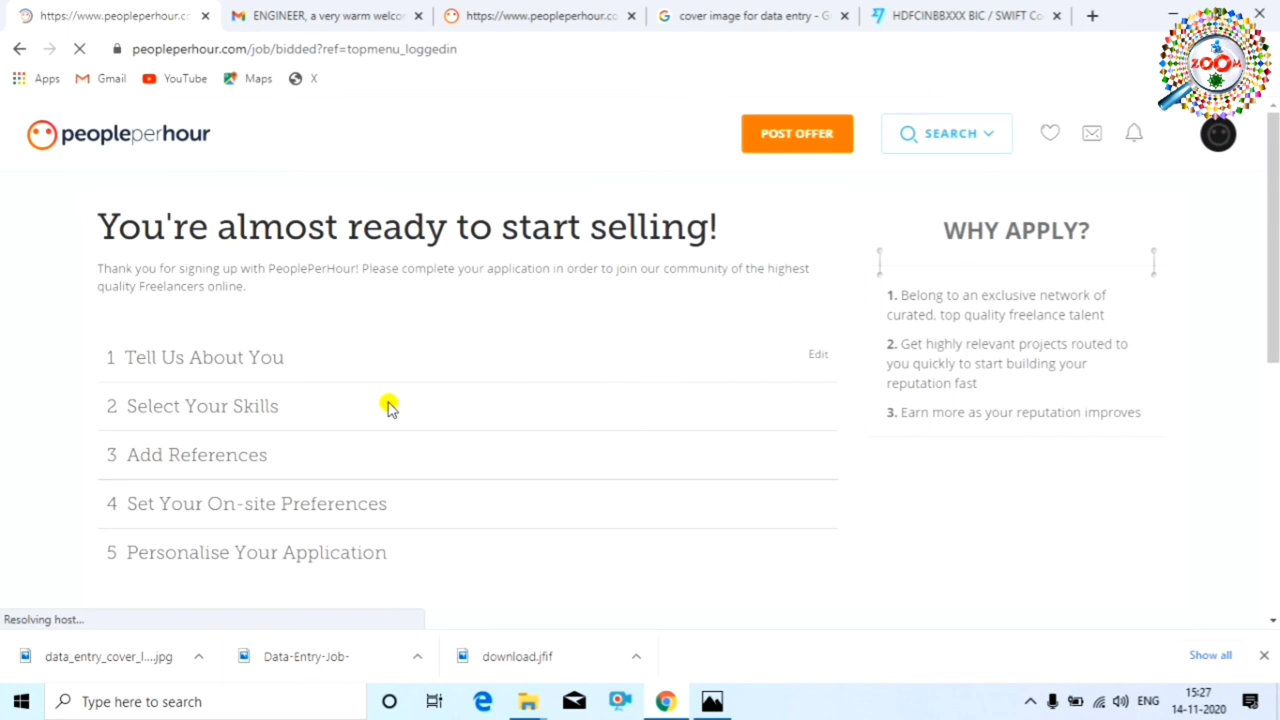 https://www.peopleperhour.c
ENGINEER, a very warm welco
https://www.peopleperhour.co
cover image for data entry - G
HDFCINBBXXX BIC / SWIFT Co
peopleperhour.com/job/bidded?ref=topmenu_loggedin
Apps
Gmail
YouTube
Maps
X
ZOOM
peopleperhour
POST OFFER
SEARCH
You're almost ready to start selling!
Thank you for signing up with PeoplePerHour! Please complete your application in order to join our community of the highest
quality Freelancers online.
WHY APPLY?
1. Belong to an exclusive network of
curated, top quality freelance talent
2. Get highly relevant projects routed to
you quickly to start building your
reputation fast
3. Earn more as your reputation improves
1 Tell Us About You
Edit
2 Select Your Skills
3 Add References
4 Set Your On-site Preferences
5 Personalise Your Application
Resolving host...
data_entry_cover_l....jpg
Data-Entry-Job-
download.jfif
Show all
Type here to search
ENG
15:27
14-11-2020